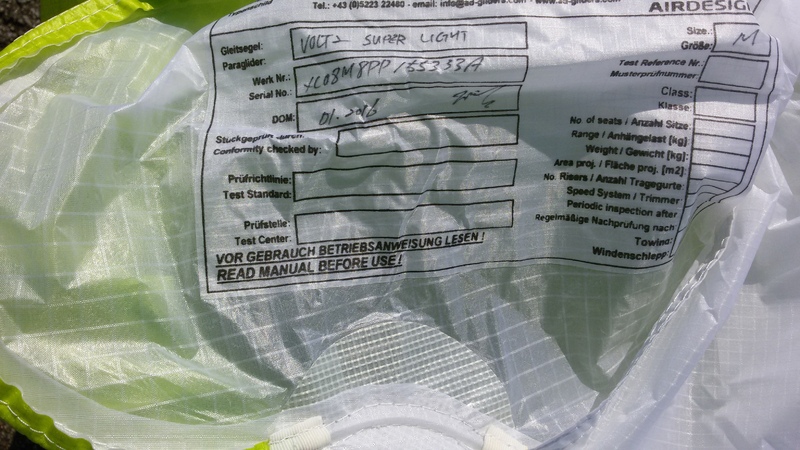 Tel.: +43 (0)5223 22480 - email: info@ad-gliders.com -
AIRDESIGN
Gleitsegel:
Paraglider:
VOLT2 SUPER LIGHT
Werk Nr.:
Serial No.:
DOM:
01.2016
Stückgeprüft durch:
Conformity checked by:
Prüfrichtlinie:
Test Standard:
Prüfstelle:
Test Center:
VOR GEBRAUCH BETRIEBSANWEISUNG LESEN !
READ MANUAL BEFORE USE !
Size.:
Größe:
M
Test Reference Nr.
Musterprüfnummer
Class:
Klasse
No of seats / Anzahl Sitze:
Range / Anhängelast [kg]
Weight / Gewicht [kg]:
Area proj. / Fläche proj. [m2]:
No. Risers / Anzahl Tragegurte:
Speed System / Trimmer
Periodic inspection after
Regelmäßige Nachprüfung nach
Towing:
Windenschlepp: